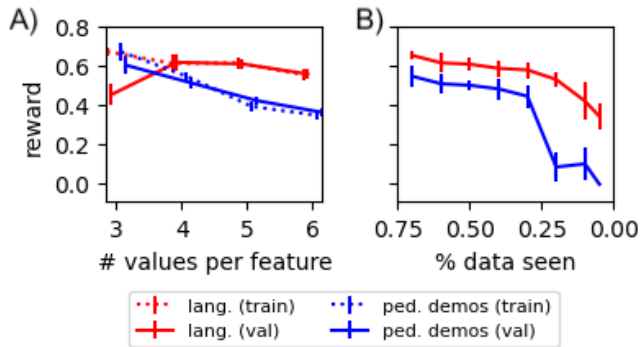 A)
B)
0.8
0.6
0.4
0.2
0.0
reward
3 4 5 6
0.75 0.50 0.25 0.00
# values per feature
% data seen
lang. (train)
ped. demos (train)
lang. (val)
ped. demos (val)